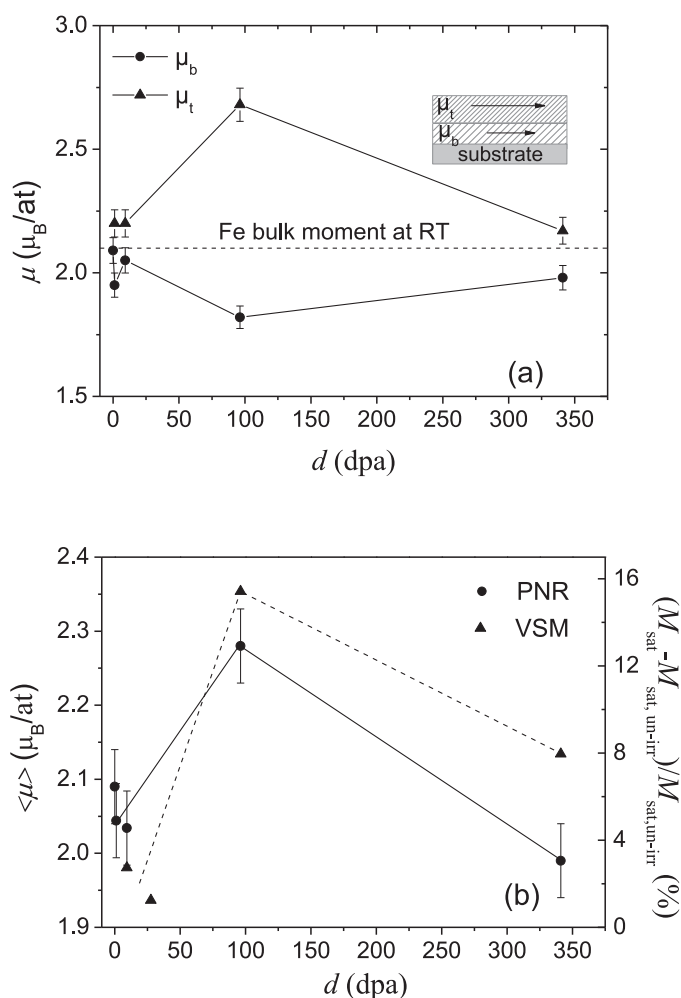 3.0
μb
μt
2.5
μt
μb
substrate
μ (μB/at)
Fe bulk moment at RT
2.0
(a)
1.5
0 50 100 150 200 250 300 350
d (dpa)
2.4
16
PNR
VSM
2.3
12
<μ> (μB/at)
(Msat-Msat, un-irr)/Msat,un-irr (%)
2.2
2.1
8
2.0
4
(b)
1.9
0
0 50 100 150 200 250 300 350
d (dpa)